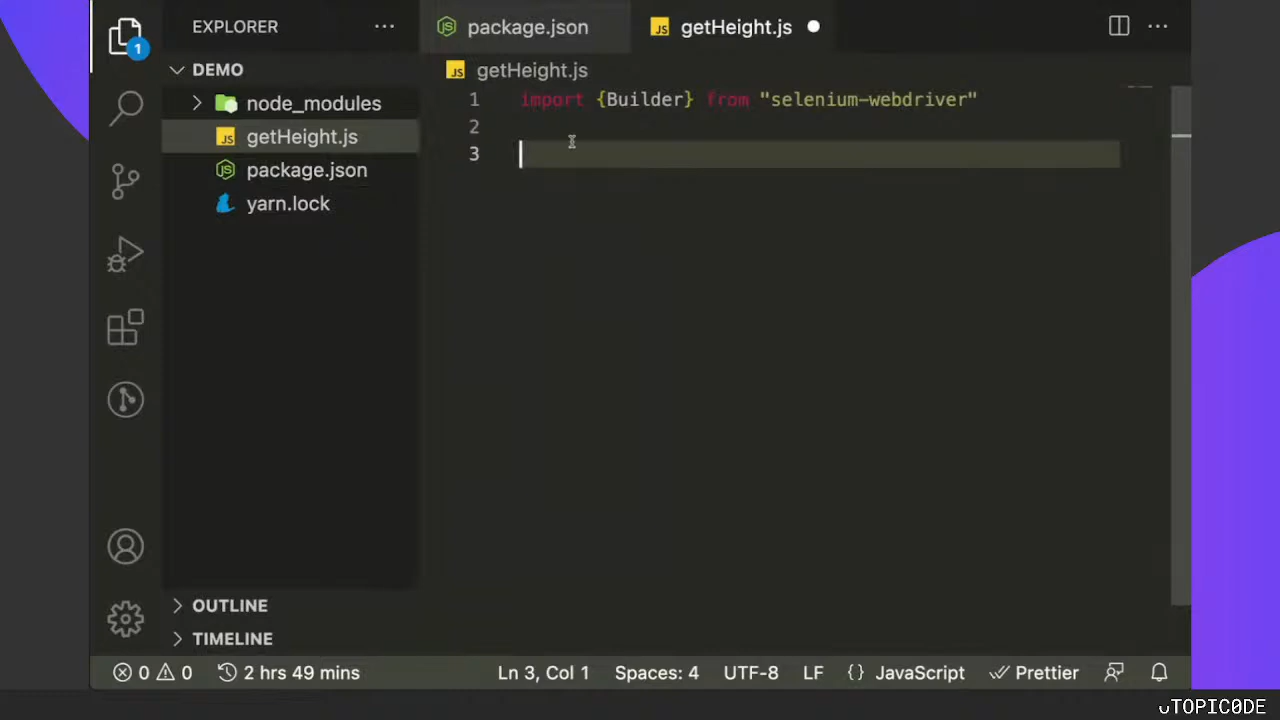 EXPLORER
package.json
getHeight.js
1
DEMO
node_modules
getHeight.js
package.json
yarn.lock
OUTLINE
TIMELINE
getHeight.js
1 import {Builder} from "selenium-webdriver"
2
3
0 0 2 hrs 49 mins Ln 3, Col 1 Spaces: 4 UTF-8 LF {} JavaScript Prettier